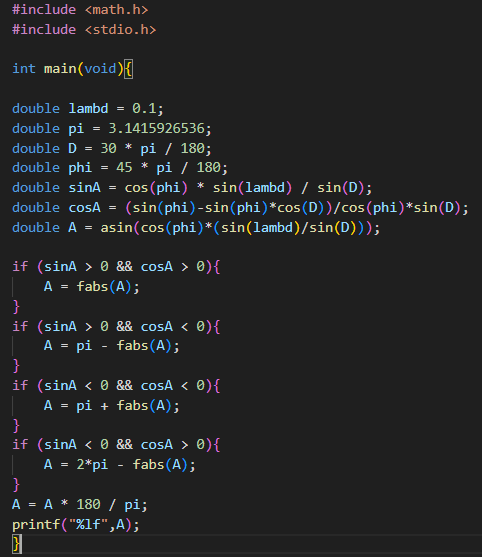 #include <math.h>
#include <stdio.h>
int main(void){
double lambd = 0.1;
double pi = 3.1415926536;
double D = 30 * pi / 180;
double phi = 45 * pi / 180;
double sinA = cos(phi) * sin(lambd) / sin(D);
double cosA = (sin(phi)-sin(phi)*cos(D))/cos(phi)*sin(D);
double A = asin(cos(phi)*(sin(lambd)/sin(D)));
if (sinA > 0 && cosA > 0){
A = fabs(A);
}
if (sinA > 0 && cosA < 0){
A = pi - fabs(A);
}
if (sinA < 0 && cosA < 0){
A = pi + fabs(A);
}
if (sinA < 0 && cosA > 0){
A = 2*pi - fabs(A);
}
A = A * 180 / pi;
printf("%lf",A);
}